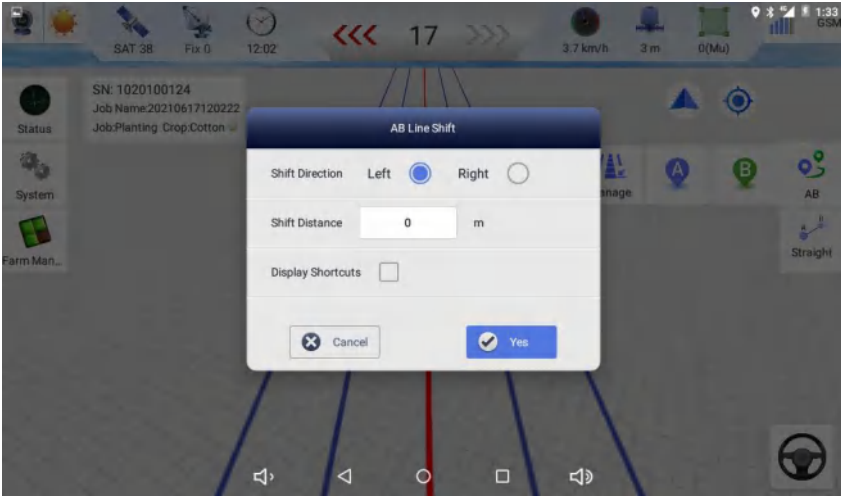 1:33
GSM
SAT 38
Fix 0
12:02
17
3.7 km/h
3 m
0(Mu)
SN: 1020100124
Job Name:20210617120222
Job:Planting Crop:Cotton
Status
System
Farm Man...
AB Line Shift
Shift Direction Left Right
Shift Distance 0 m
Display Shortcuts
Cancel Yes
anage
A
B
AB
Straight